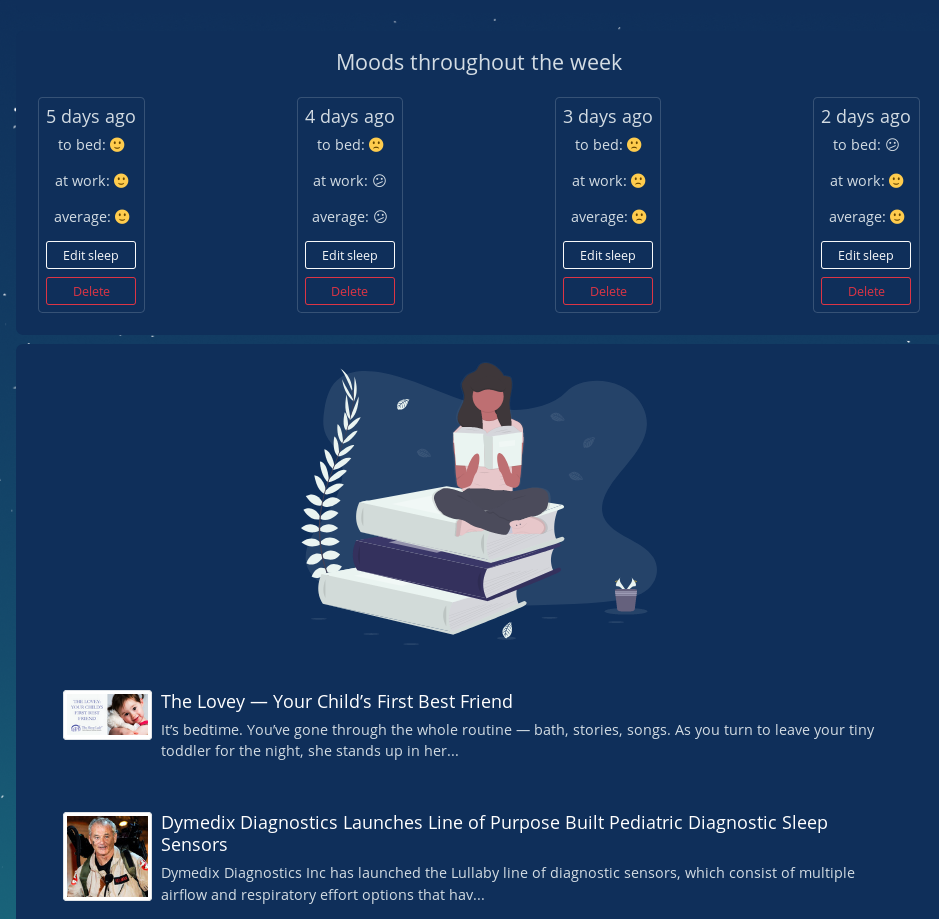 Moods throughout the week
5 days ago
to bed: 🙂
at work: 🙂
average: 🙂
Edit sleep
Delete
4 days ago
to bed: 🙁
at work: 😕
average: 😕
Edit sleep
Delete
3 days ago
to bed: 🙁
at work: 🙁
average: 🙁
Edit sleep
Delete
2 days ago
to bed: 😕
at work: 🙂
average: 🙂
Edit sleep
Delete
THE LOVEY:
YOUR CHILD'S
FIRST BEST
FRIEND
The Lovey — Your Child’s First Best Friend
It’s bedtime. You’ve gone through the whole routine — bath, stories, songs. As you turn to leave your tiny
toddler for the night, she stands up in her...
Dymedix Diagnostics Launches Line of Purpose Built Pediatric Diagnostic Sleep
Sensors
Dymedix Diagnostics Inc has launched the Lullaby line of diagnostic sensors, which consist of multiple
airflow and respiratory effort options that hav...